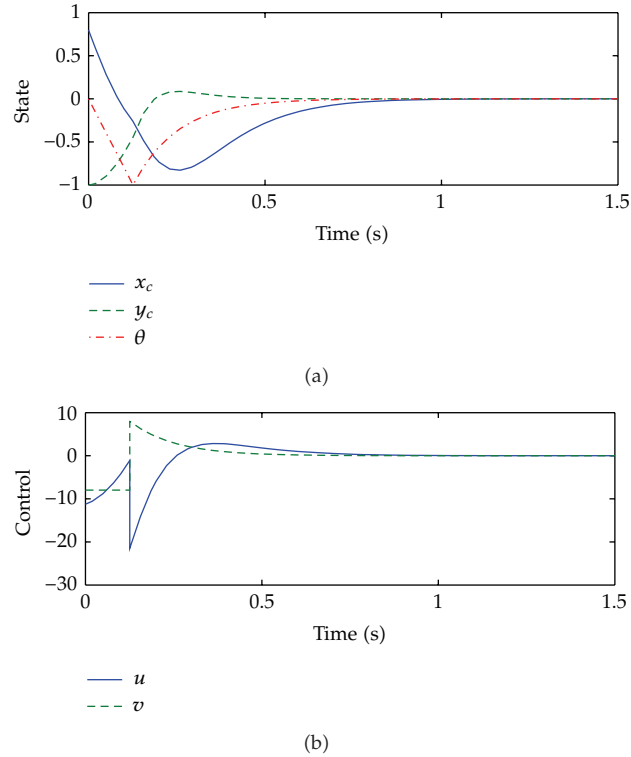 1
0.5
0
−0.5
−1
State
0 0.5 1 1.5
Time (s)
x_c
y_c
θ
(a)
10
0
−10
−20
−30
Control
0 0.5 1 1.5
Time (s)
u
v
(b)